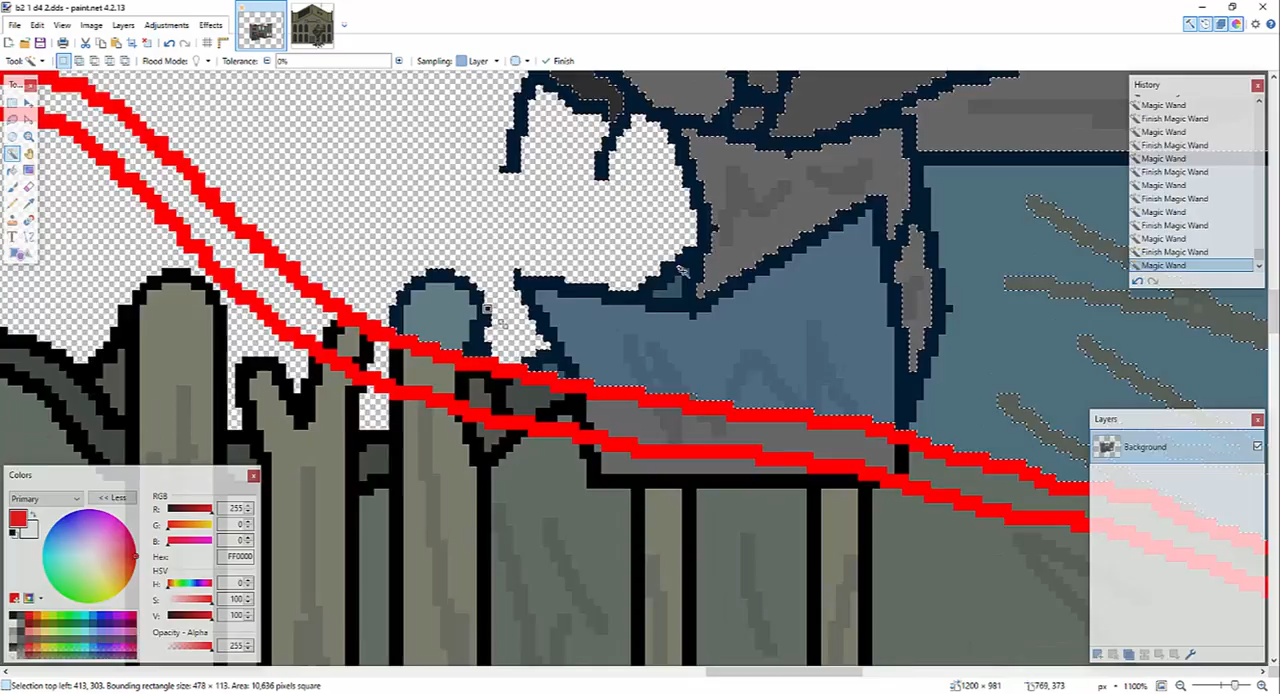 b2 1 d4 2.dds - paint.net 4.2.13
File Edit View Image Layers Adjustments Effects
Tool: Flood Mode: Tolerance: 0% Sampling: Layer Finish
To...
History
Magic Wand
Finish Magic Wand
Magic Wand
Finish Magic Wand
Magic Wand
Finish Magic Wand
Magic Wand
Finish Magic Wand
Magic Wand
Finish Magic Wand
Magic Wand
Finish Magic Wand
Magic Wand
Layers
Background
Colors
Primary << Less
RGB
R: 255
G: 0
B: 0
Hex: FF0000
HSV
H: 0
S: 100
V: 100
Opacity - Alpha
255
Selection top left: 413, 303. Bounding rectangle size: 478 × 113. Area: 10,636 pixels square 1200 × 981 769, 373 px 1100%